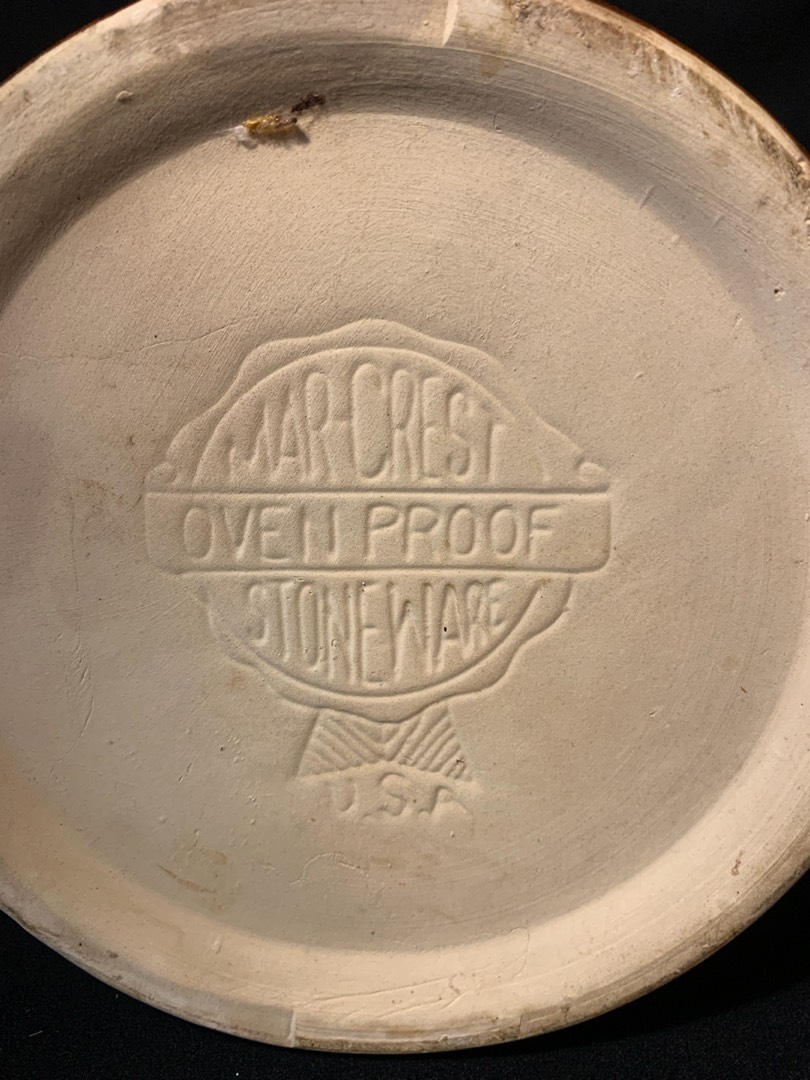 MAR-CREST
OVEN PROOF
STONEWARE
U.S.A